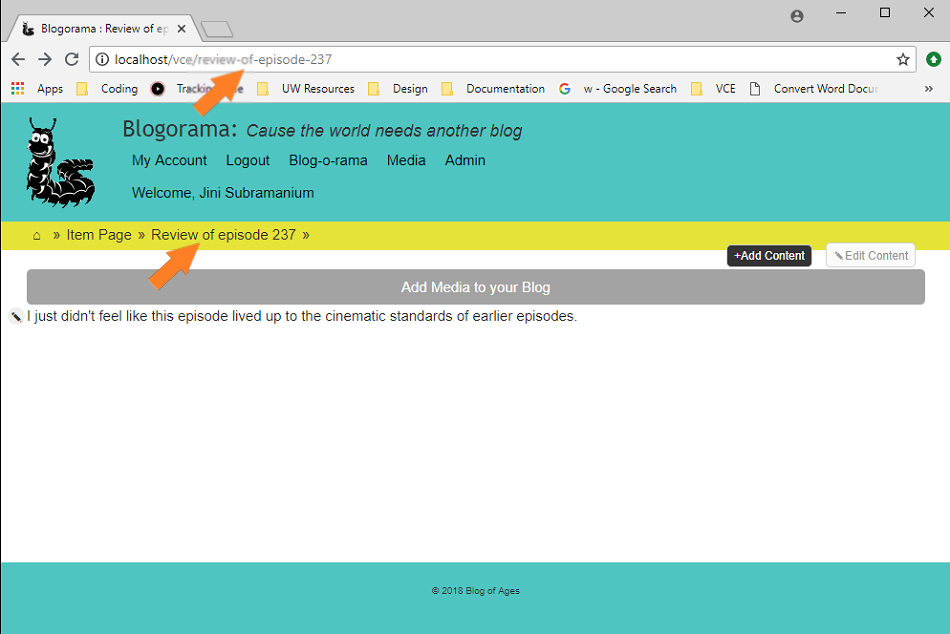 Blogorama : Review of ep
localhost/vce/review-of-episode-237
Apps Coding UW Resources Design Documentation w - Google Search VCE Convert Word Docu »
Blogorama: Cause the world needs another blog
My Account Logout Blog-o-rama Media Admin
Welcome, Jini Subramanium
» Item Page » Review of episode 237 »
+Add Content Edit Content
Add Media to your Blog
I just didn't feel like this episode lived up to the cinematic standards of earlier episodes.
© 2018 Blog of Ages